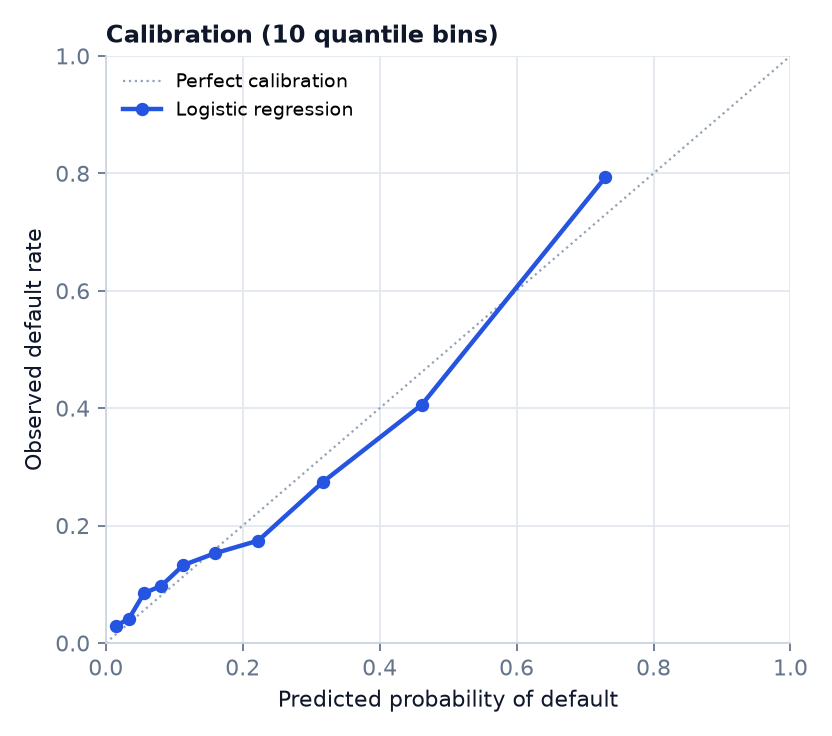 Calibration (10 quantile bins)
Perfect calibration
Logistic regression
Observed default rate
1.0
0.8
0.6
0.4
0.2
0.0
0.0 0.2 0.4 0.6 0.8 1.0
Predicted probability of default